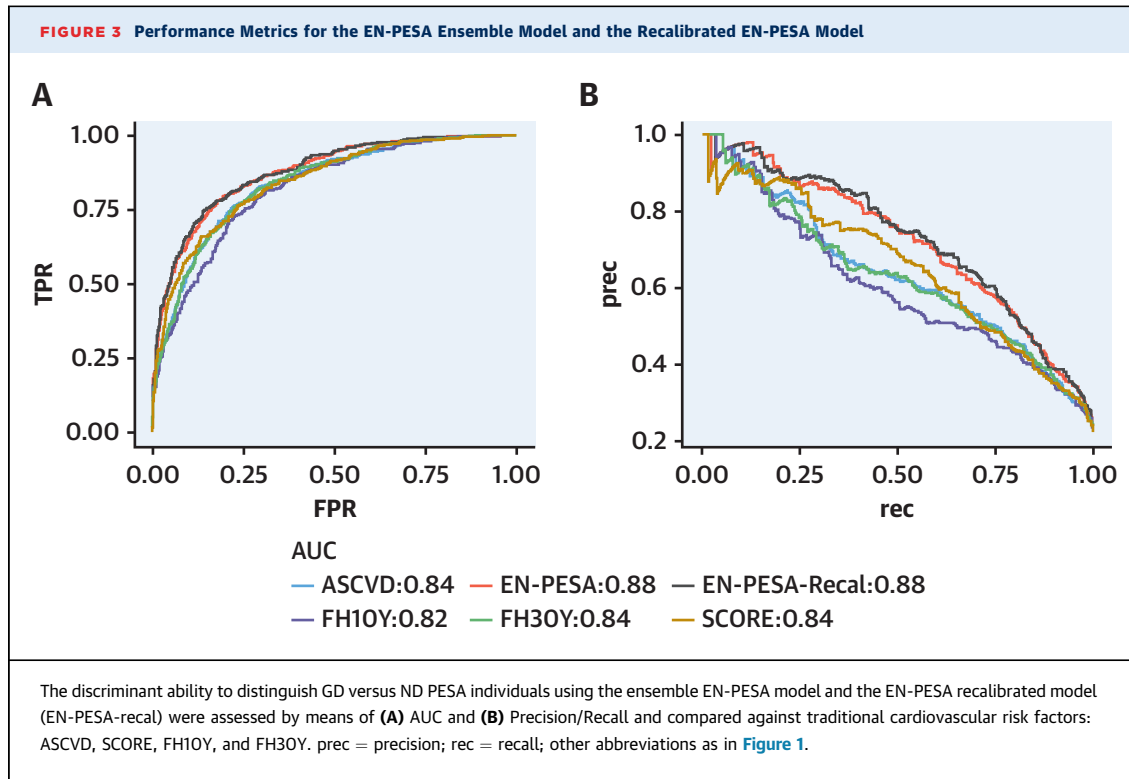 FIGURE 3 Performance Metrics for the EN-PESA Ensemble Model and the Recalibrated EN-PESA Model
A
1.00
0.75
0.50
0.25
0.00
TPR
0.00 0.25 0.50 0.75 1.00
FPR
B
1.0
0.8
0.6
0.4
0.2
prec
0.00 0.25 0.50 0.75 1.00
rec
AUC
ASCVD:0.84 EN-PESA:0.88 EN-PESA-Recal:0.88
FH10Y:0.82 FH30Y:0.84 SCORE:0.84
The discriminant ability to distinguish GD versus ND PESA individuals using the ensemble EN-PESA model and the EN-PESA recalibrated model
(EN-PESA-recal) were assessed by means of (A) AUC and (B) Precision/Recall and compared against traditional cardiovascular risk factors:
ASCVD, SCORE, FH10Y, and FH30Y. prec = precision; rec = recall; other abbreviations as in Figure 1.